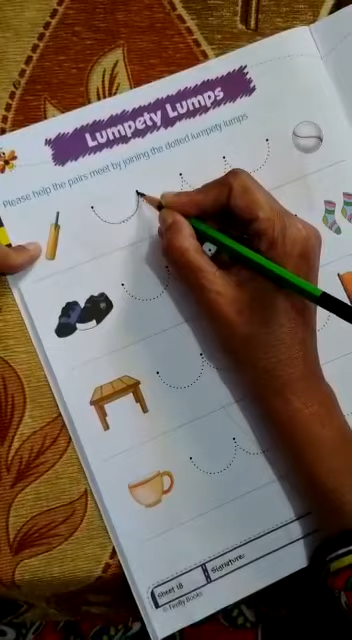 Lumpety Lumps
Please help the pairs meet by joining the dotted lumpety lumps
Sheet 18
Signature:
© Firefly Books